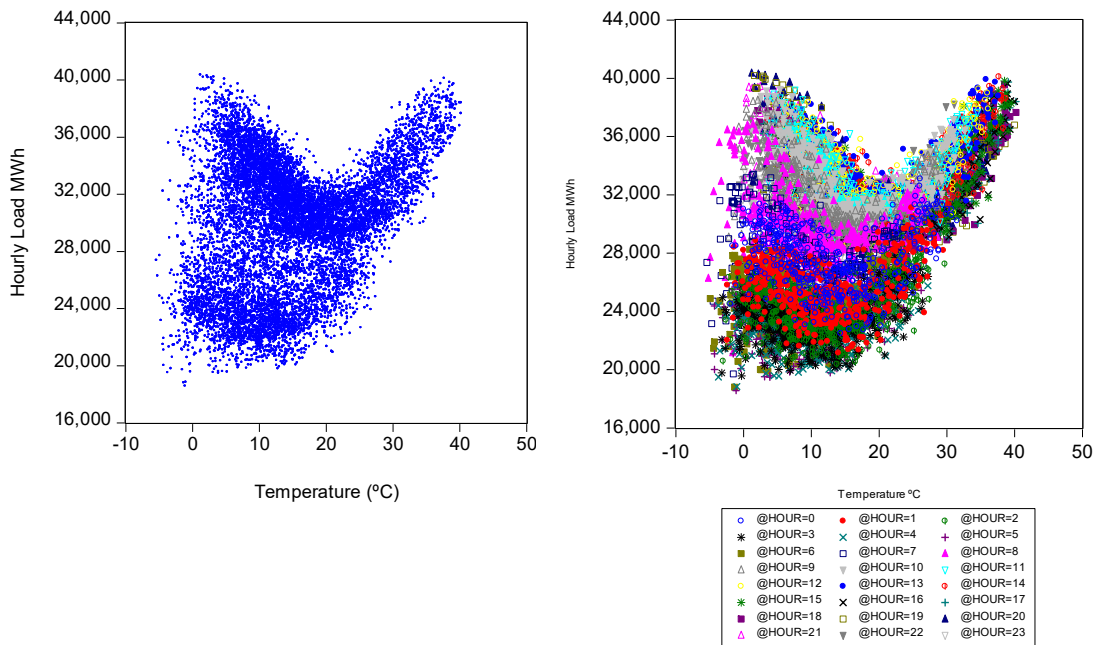 44,000
40,000
36,000
32,000
28,000
24,000
20,000
16,000
Hourly Load MWh
-10 0 10 20 30 40 50
Temperature (ºC)
44,000
40,000
36,000
32,000
28,000
24,000
20,000
16,000
Hourly Load MWh
-10 0 10 20 30 40 50
Temperature ºC
@HOUR=0 @HOUR=1 @HOUR=2
@HOUR=3 @HOUR=4 @HOUR=5
@HOUR=6 @HOUR=7 @HOUR=8
@HOUR=9 @HOUR=10 @HOUR=11
@HOUR=12 @HOUR=13 @HOUR=14
@HOUR=15 @HOUR=16 @HOUR=17
@HOUR=18 @HOUR=19 @HOUR=20
@HOUR=21 @HOUR=22 @HOUR=23